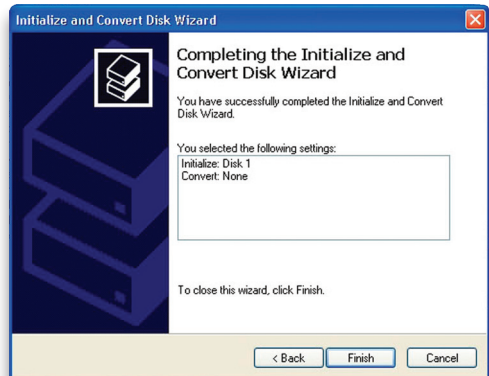 Initialize and Convert Disk Wizard
Completing the Initialize and
Convert Disk Wizard
You have successfully completed the Initialize and Convert
Disk Wizard.
You selected the following settings:
Initialize: Disk 1
Convert: None
To close this wizard, click Finish.
< Back Finish Cancel